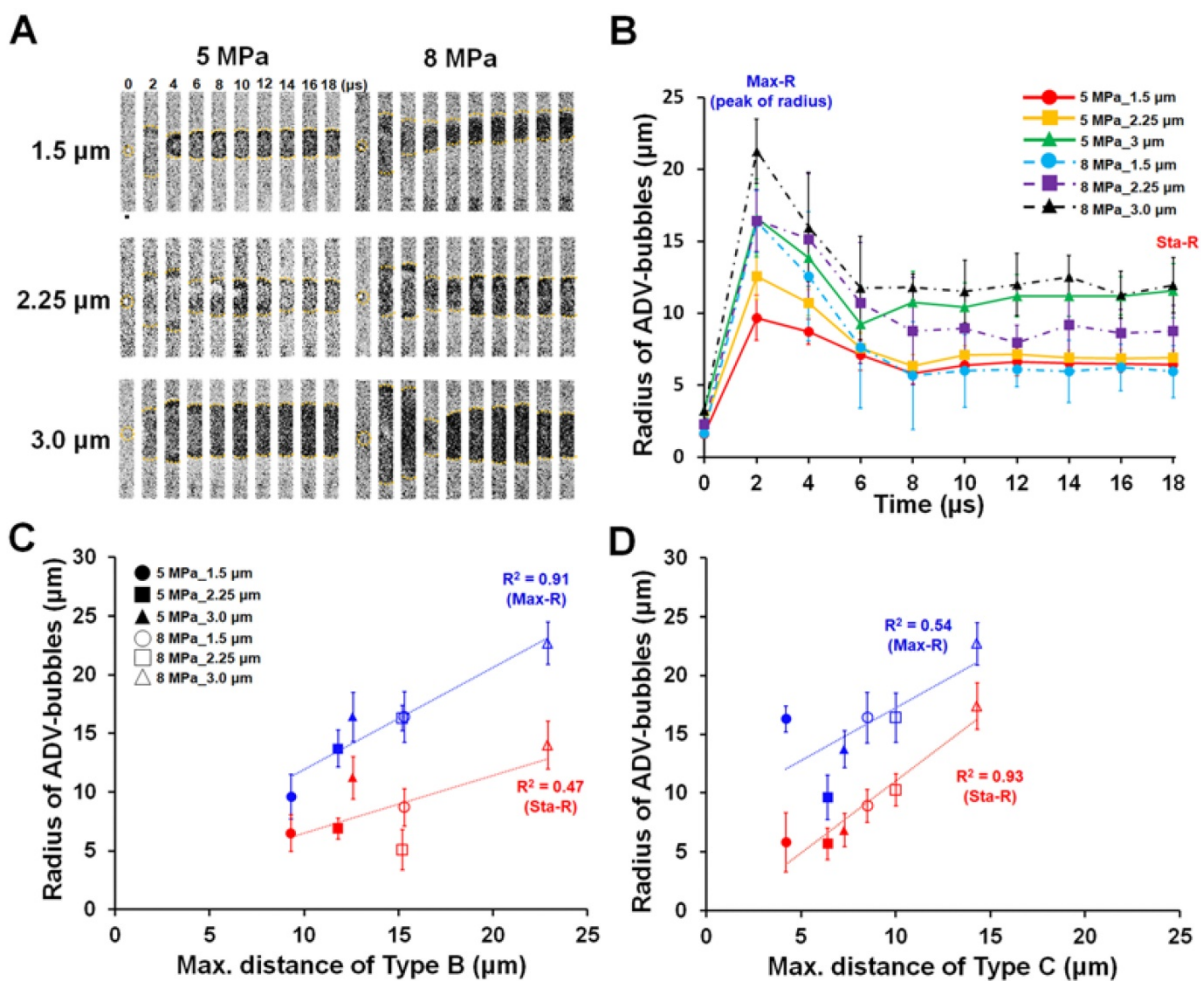 A
5 MPa
8 MPa
0 2 4 6 8 10 12 14 16 18 (µs)
1.5 µm
2.25 µm
3.0 µm
B
Max-R
(peak of radius)
5 MPa_1.5 µm
5 MPa_2.25 µm
5 MPa_3 µm
8 MPa_1.5 µm
8 MPa_2.25 µm
8 MPa_3.0 µm
Sta-R
Radius of ADV-bubbles (µm)
25
20
15
10
5
0
0 2 4 6 8 10 12 14 16 18
Time (µs)
C
5 MPa_1.5 µm
5 MPa_2.25 µm
5 MPa_3.0 µm
8 MPa_1.5 µm
8 MPa_2.25 µm
8 MPa_3.0 µm
R² = 0.91
(Max-R)
R² = 0.47
(Sta-R)
Radius of ADV-bubbles (µm)
30
25
20
15
10
5
0
0 5 10 15 20 25
Max. distance of Type B (µm)
D
R² = 0.54
(Max-R)
R² = 0.93
(Sta-R)
Radius of ADV-bubbles (µm)
30
25
20
15
10
5
0
0 5 10 15 20 25
Max. distance of Type C (µm)